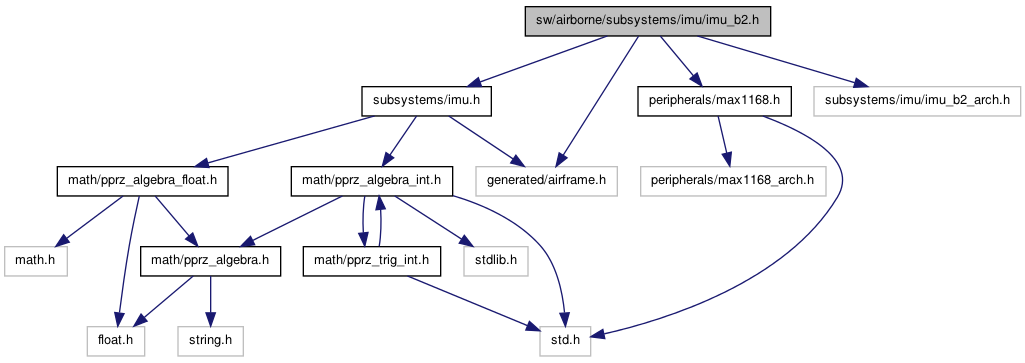 sw/airborne/subsystems/imu/imu_b2.h
subsystems/imu.h
peripherals/max1168.h
subsystems/imu/imu_b2_arch.h
math/pprz_algebra_float.h
math/pprz_algebra_int.h
generated/airframe.h
peripherals/max1168_arch.h
math.h
math/pprz_algebra.h
math/pprz_trig_int.h
stdlib.h
float.h
string.h
std.h